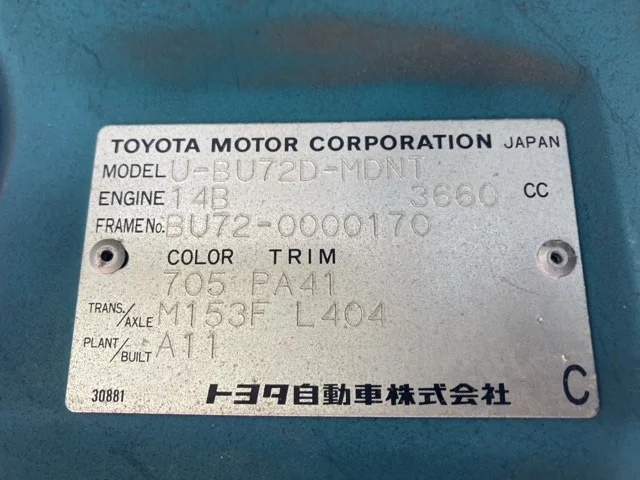 TOYOTA MOTOR CORPORATION JAPAN
MODEL U-BU72D-MDNT
ENGINE 14B 3660 CC
FRAME No. BU72-0000170
COLOR TRIM
705 PA41
TRANS./AXLE M153F L404
PLANT/BUILT A11
30881 トヨタ自動車株式会社 C